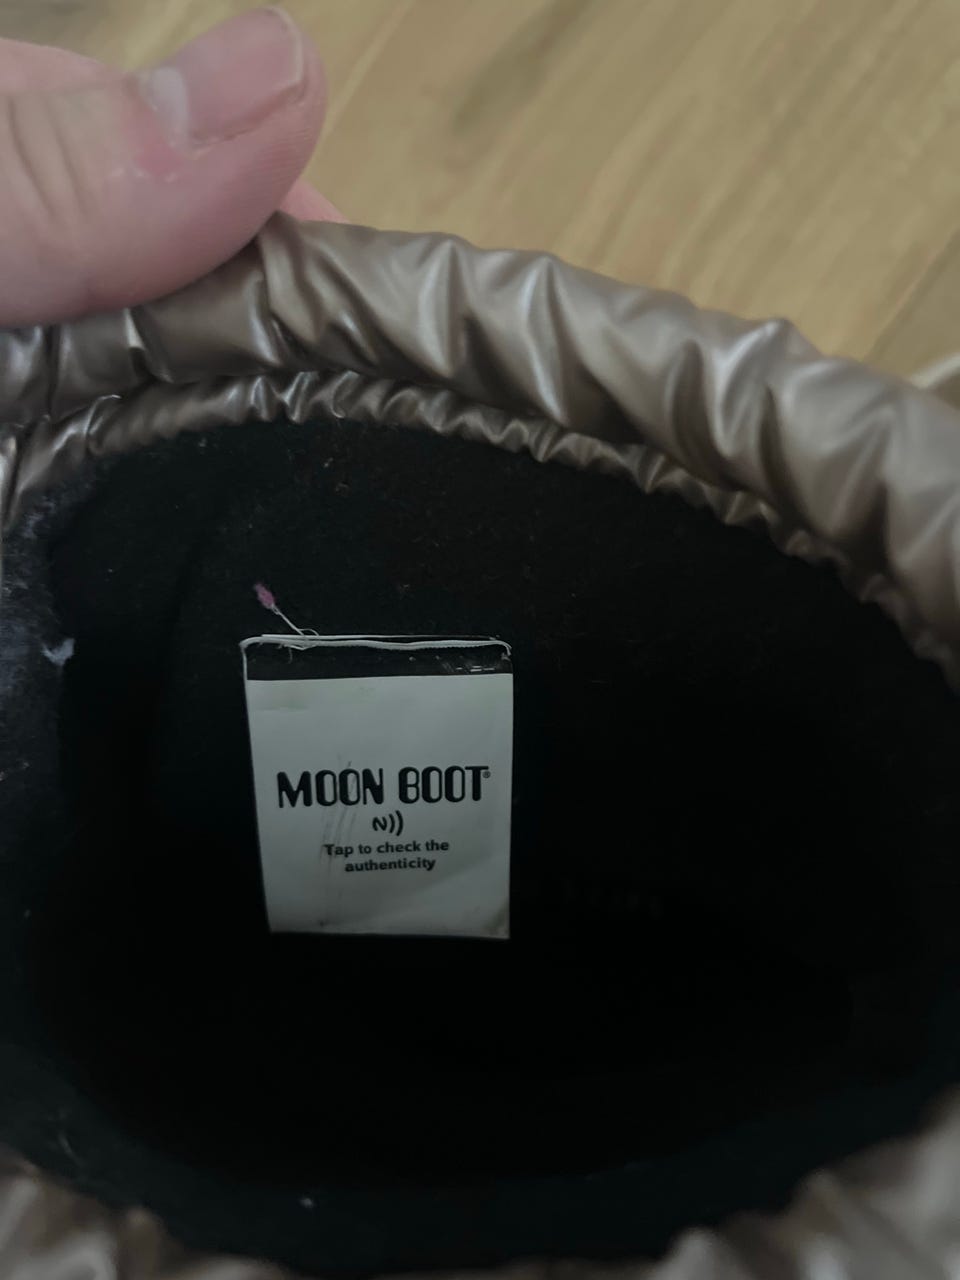 MOON BOOT®
Tap to check the
authenticity